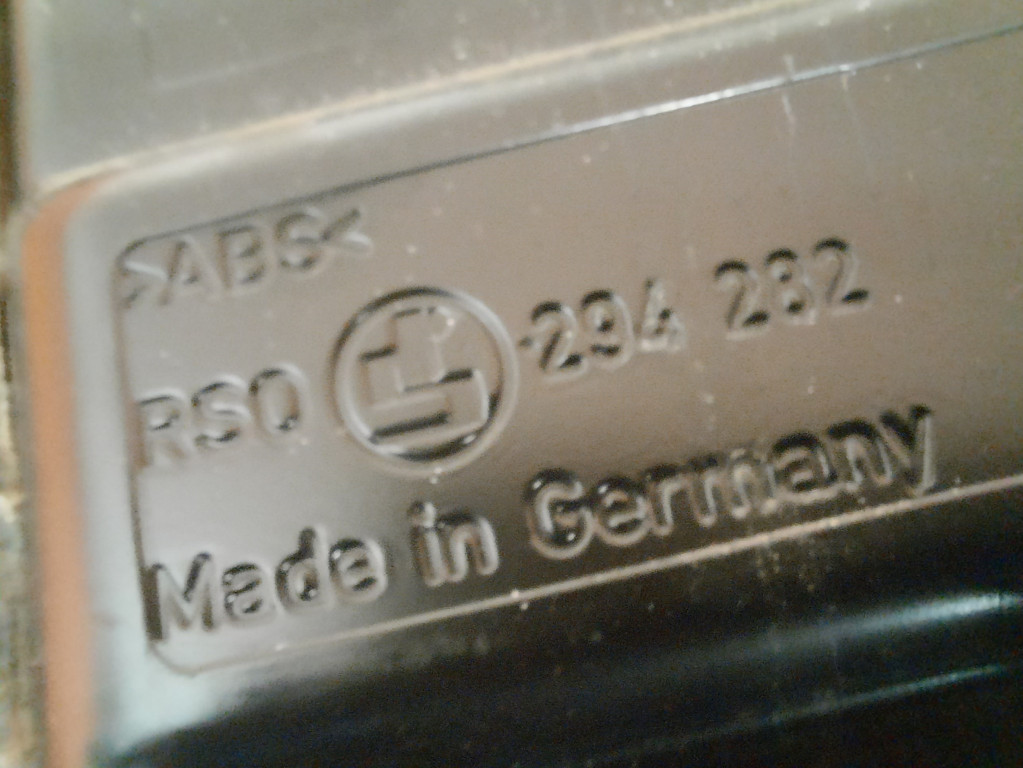 >ABS<
RSO 294 282
Made in Germany